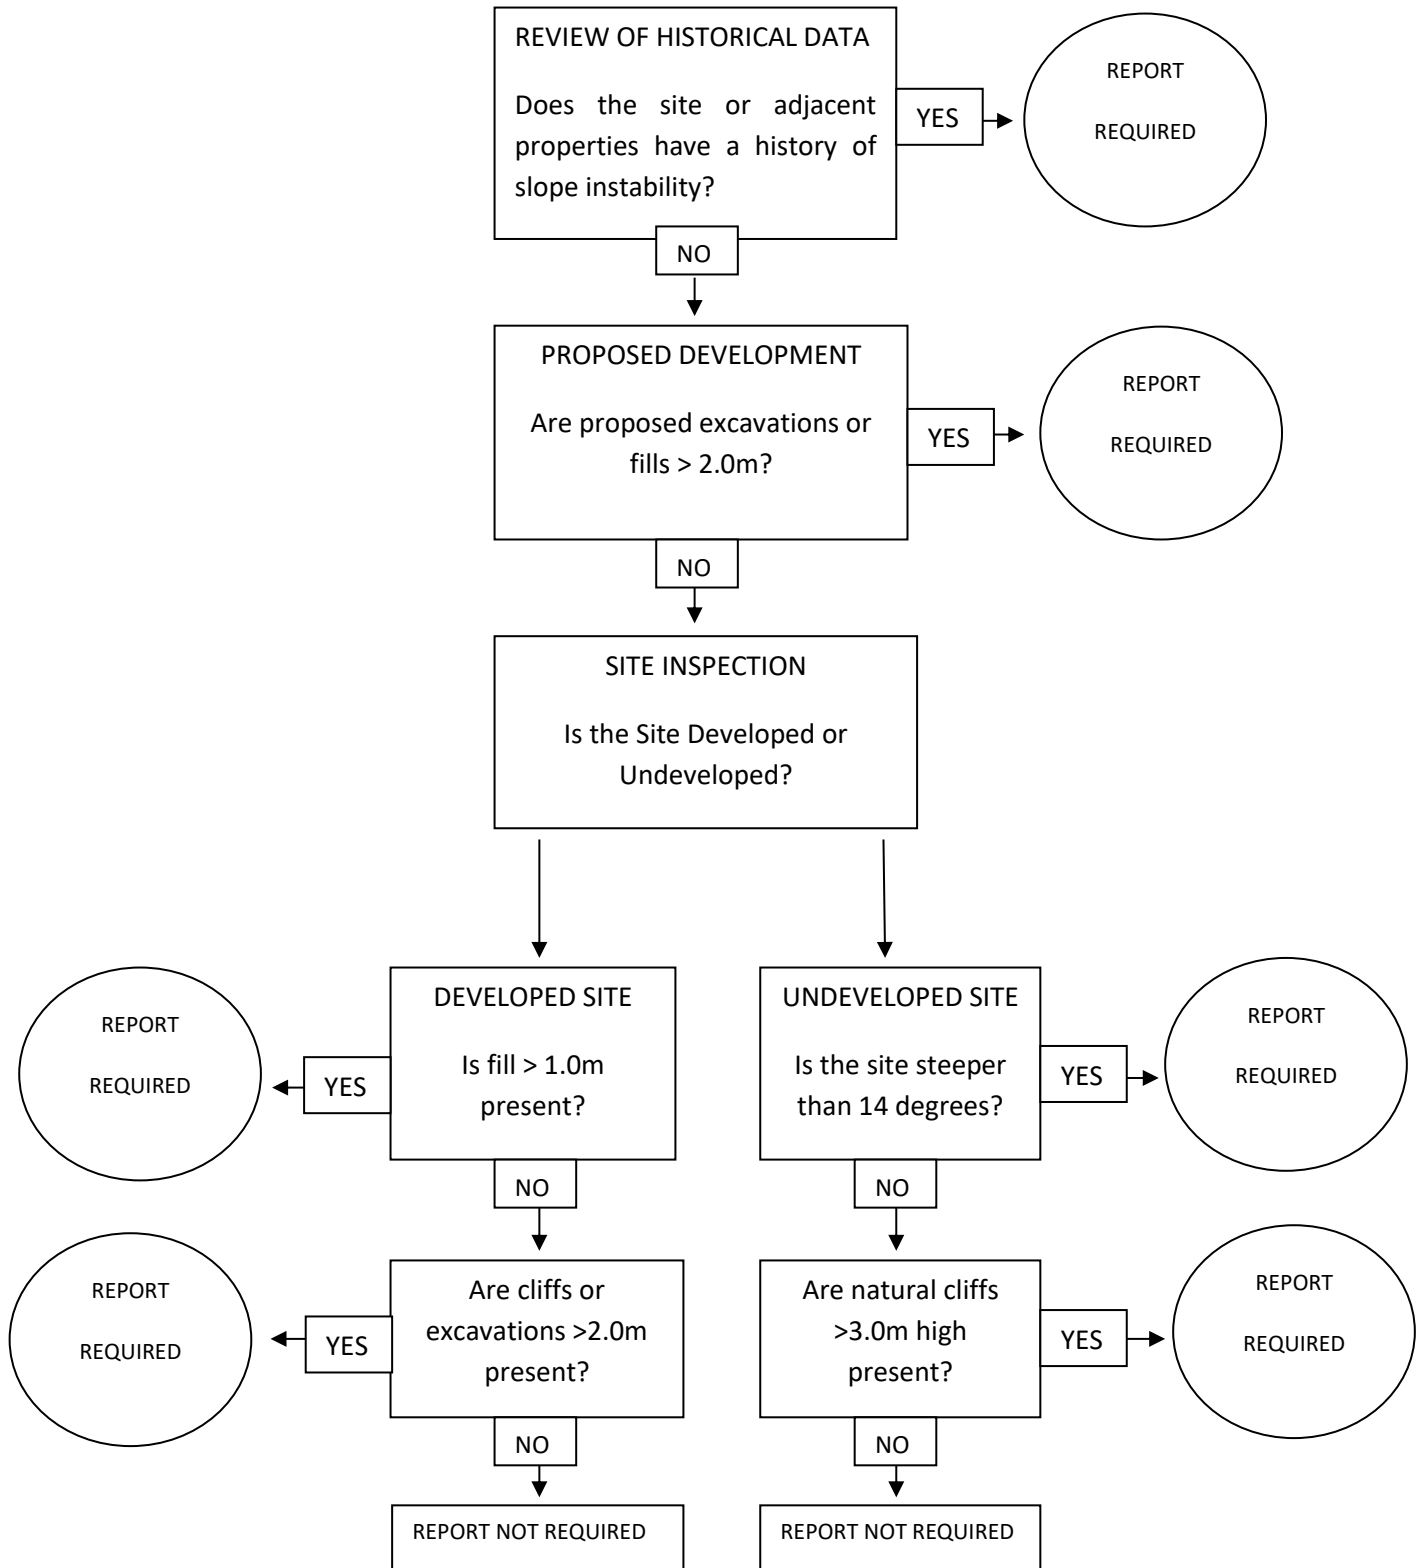 REVIEW OF HISTORICAL DATA
Does the site or adjacent
properties have a history of
slope instability?
YES
REPORT
REQUIRED
NO
PROPOSED DEVELOPMENT
Are proposed excavations or
fills > 2.0m?
YES
REPORT
REQUIRED
NO
SITE INSPECTION
Is the Site Developed or
Undeveloped?
DEVELOPED SITE
Is fill > 1.0m
present?
YES
REPORT
REQUIRED
NO
Are cliffs or
excavations >2.0m
present?
YES
REPORT
REQUIRED
NO
REPORT NOT REQUIRED
UNDEVELOPED SITE
Is the site steeper
than 14 degrees?
YES
REPORT
REQUIRED
NO
Are natural cliffs
>3.0m high
present?
YES
REPORT
REQUIRED
NO
REPORT NOT REQUIRED